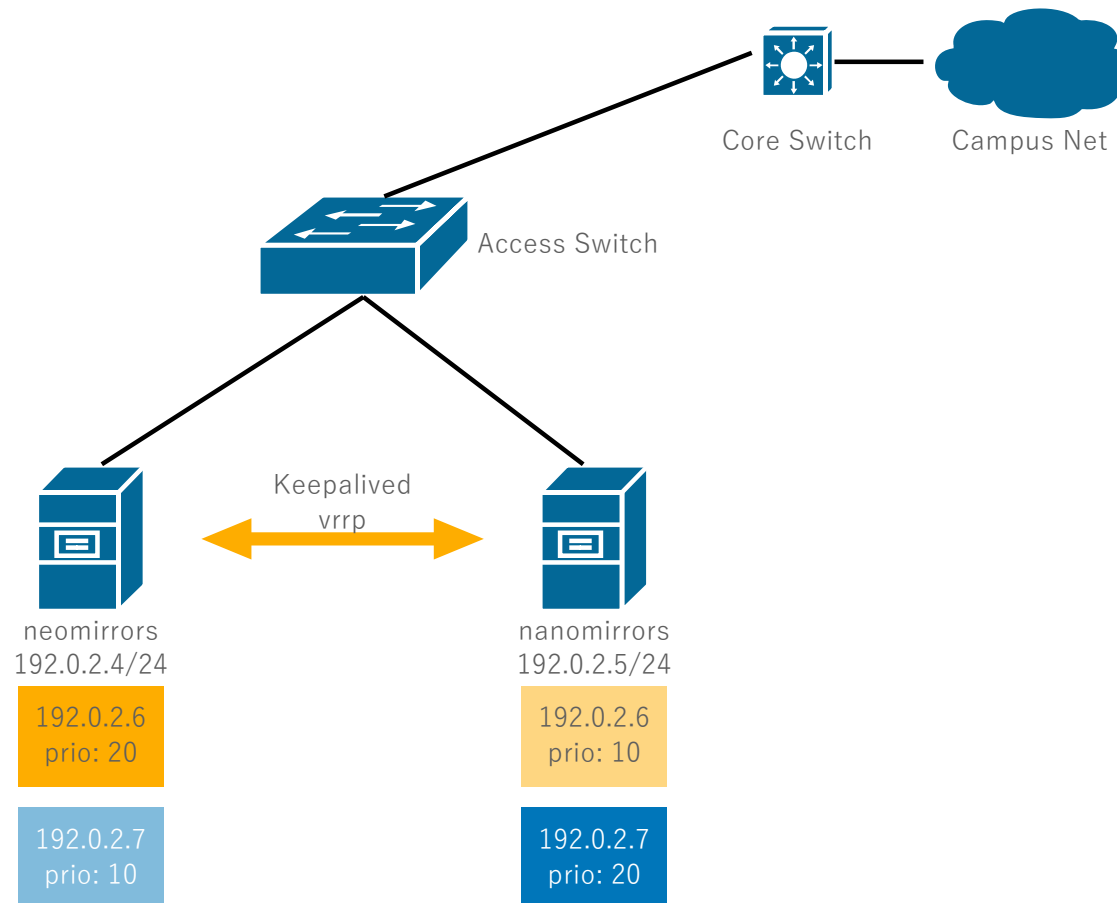 Core Switch
Campus Net
Access Switch
Keepalived
vrrp
neomirrors
192.0.2.4/24
nanomirrors
192.0.2.5/24
192.0.2.6
prio: 20
192.0.2.6
prio: 10
192.0.2.7
prio: 10
192.0.2.7
prio: 20